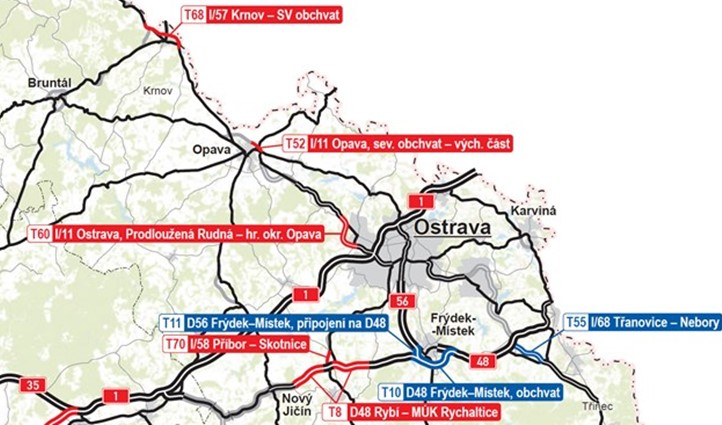 T68 I/57 Krnov – SV obchvat
Bruntál
Krnov
Opava
T52 I/11 Opava, sev. obchvat – vých. část
1
Karviná
Ostrava
T60 I/11 Ostrava, Prodloužená Rudná – hr. okr. Opava
1
56
T11 D56 Frýdek–Místek, připojení na D48
Frýdek-
-Místek
T55 I/68 Třanovice – Nebory
T70 I/58 Příbor – Skotnice
48
35
1
T10 D48 Frýdek–Místek, obchvat
Nový
Jičín
T8 D48 Rybí – MÚK Rychaltice
Třinec